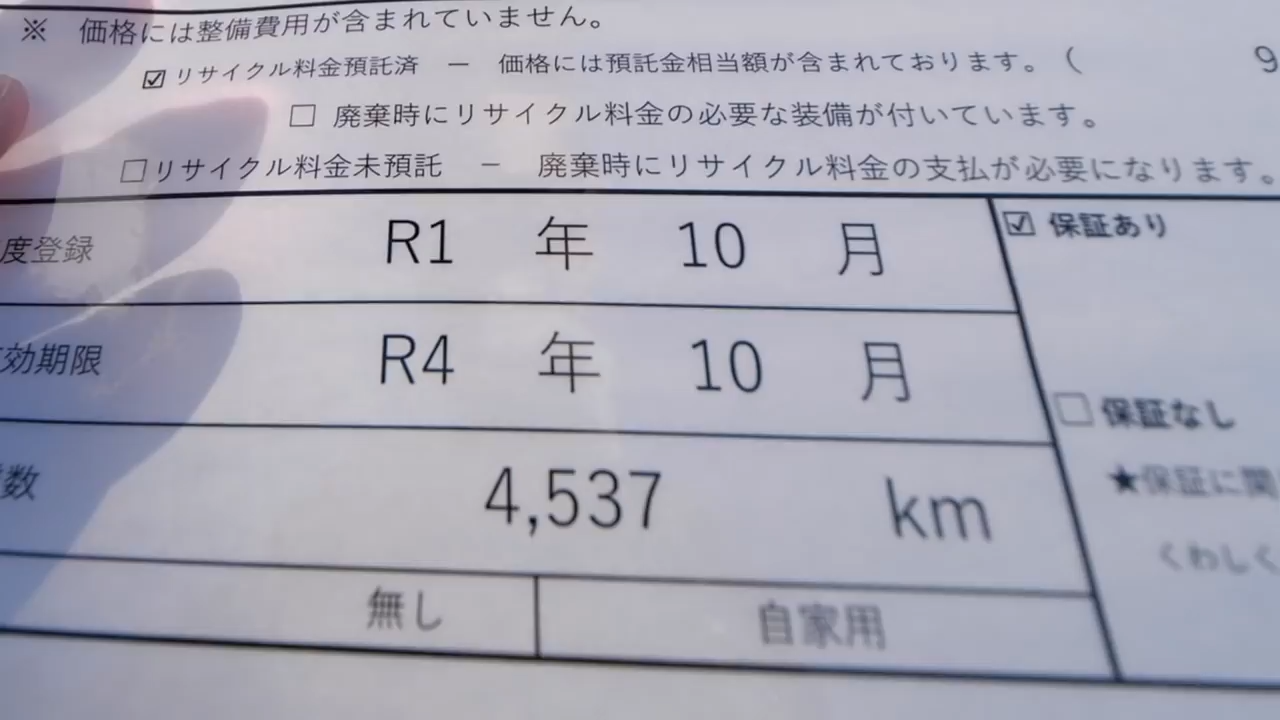 ※ 価格には整備費用が含まれていません。
☑ リサイクル料金預託済 － 価格には預託金相当額が含まれております。( 9
☐ 廃棄時にリサイクル料金の必要な装備が付いています。
☐ リサイクル料金未預託 － 廃棄時にリサイクル料金の支払が必要になります。
度登録 R1 年 10 月
☑ 保証あり
効期限 R4 年 10 月
☐ 保証なし
数 4,537 km
★保証に関
くわしく
無し 自家用